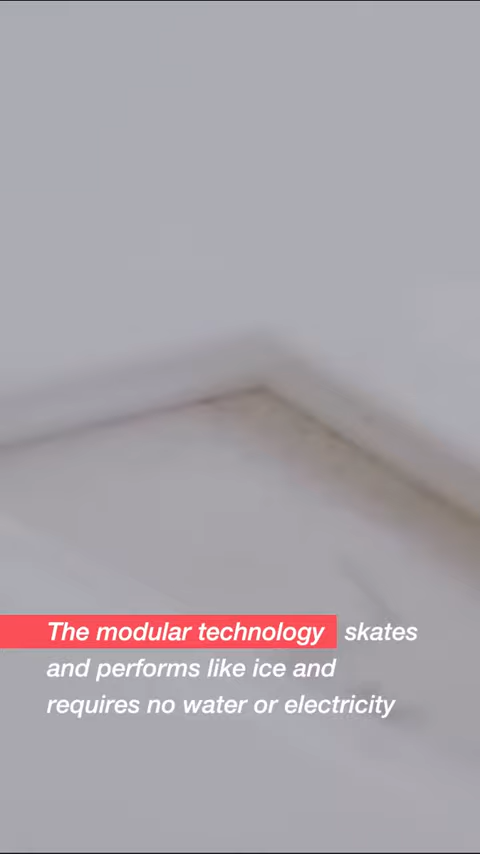 The modular technology skates
and performs like ice and
requires no water or electricity